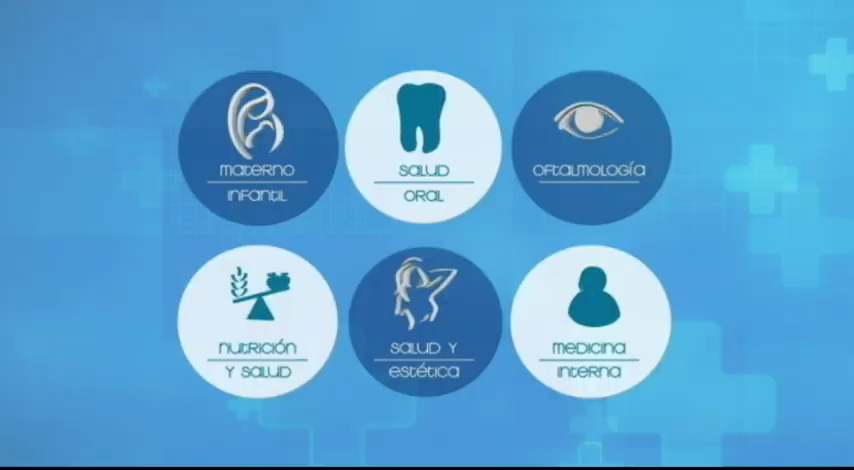 materno
infantil
salud
oral
oftalmología
nutrición
y salud
salud y
estética
medicina
interna